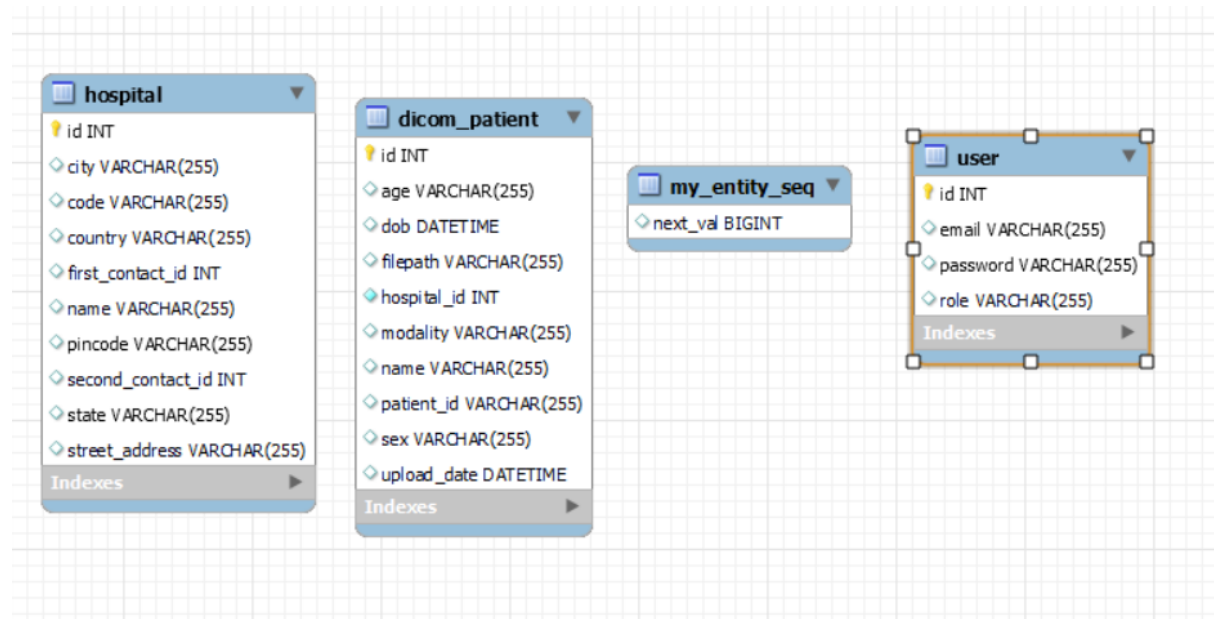 hospital
id INT
city VARCHAR(255)
code VARCHAR(255)
country VARCHAR(255)
first_contact_id INT
name VARCHAR(255)
pincode VARCHAR(255)
second_contact_id INT
state VARCHAR(255)
street_address VARCHAR(255)
Indexes
dicom_patient
id INT
age VARCHAR(255)
dob DATETIME
filepath VARCHAR(255)
hospital_id INT
modality VARCHAR(255)
name VARCHAR(255)
patient_id VARCHAR(255)
sex VARCHAR(255)
upload_date DATETIME
Indexes
my_entity_seq
next_val BIGINT
user
id INT
email VARCHAR(255)
password VARCHAR(255)
role VARCHAR(255)
Indexes